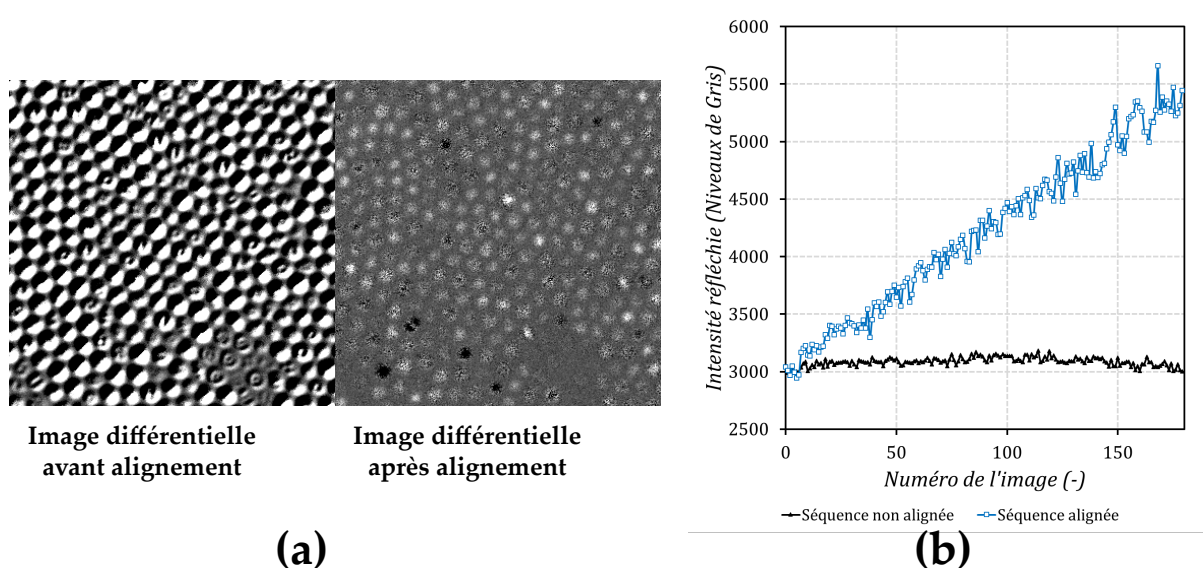 Image différentielle
avant alignement
Image différentielle
après alignement
(a)
Intensité réfléchie (Niveaux de Gris)
6000
5500
5000
4500
4000
3500
3000
2500
0
50
100
150
Numéro de l'image (-)
Séquence non alignée
Séquence alignée
(b)